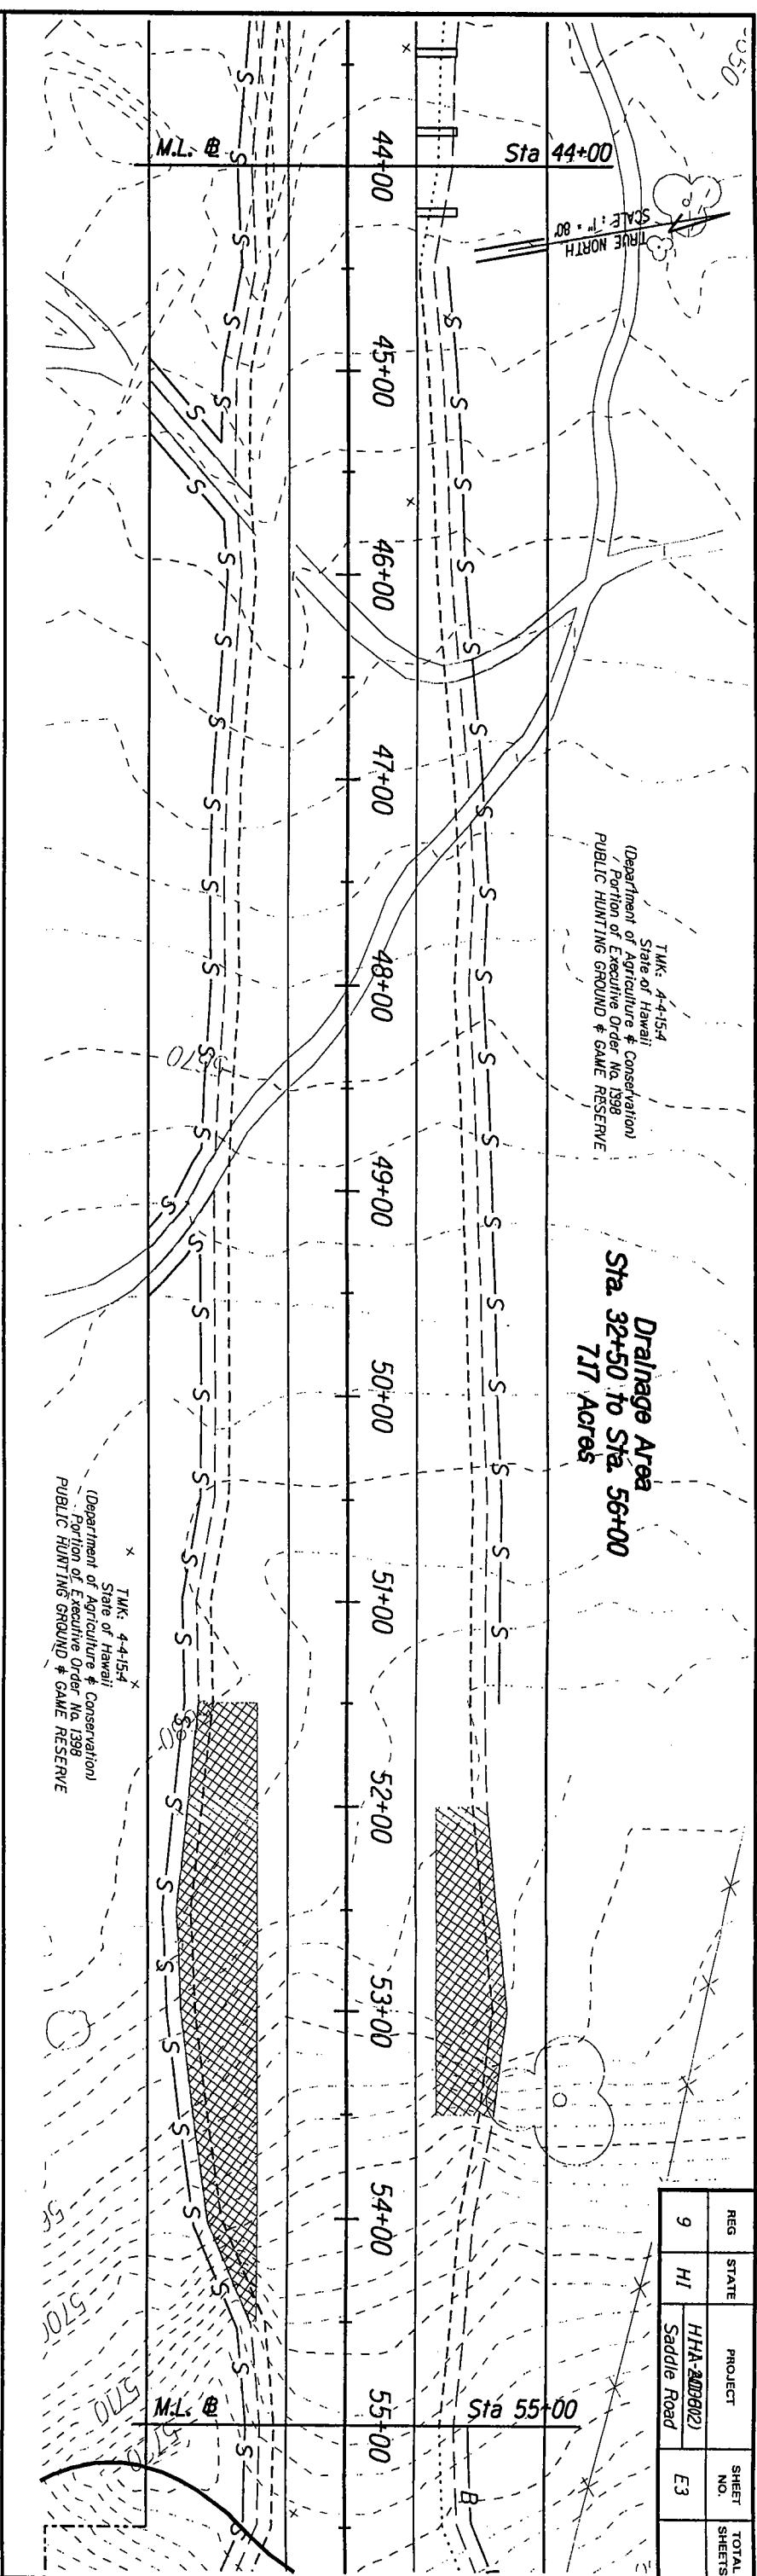 REG
STATE
PROJECT
SHEET NO.
TOTAL SHEETS
9
HI
Saddle Road
E3
M.L. ⅊
Sta 44+00
TRUE NORTH
SCALE: 1" = 80'
44+00
45+00
46+00
47+00
48+00
49+00
50+00
51+00
52+00
53+00
54+00
55+00
TMK: 4-4-15:4
State of Hawaii
(Department of Agriculture & Conservation)
Portion of Executive Order No. 1398
PUBLIC HUNTING GROUND & GAME RESERVE
Drainage Area
Sta. 32+50 to Sta. 56+00
7.17 Acres
TMK: 4-4-15:4
State of Hawaii
(Department of Agriculture & Conservation)
Portion of Executive Order No. 1398
PUBLIC HUNTING GROUND & GAME RESERVE
5670
5700
5710
M.L. ⅊
Sta 55+00
B
S S S S S S S S S S S S S S S S S
S S S S S S S S S S S S S S S S S S S S S S S S S S S S S S